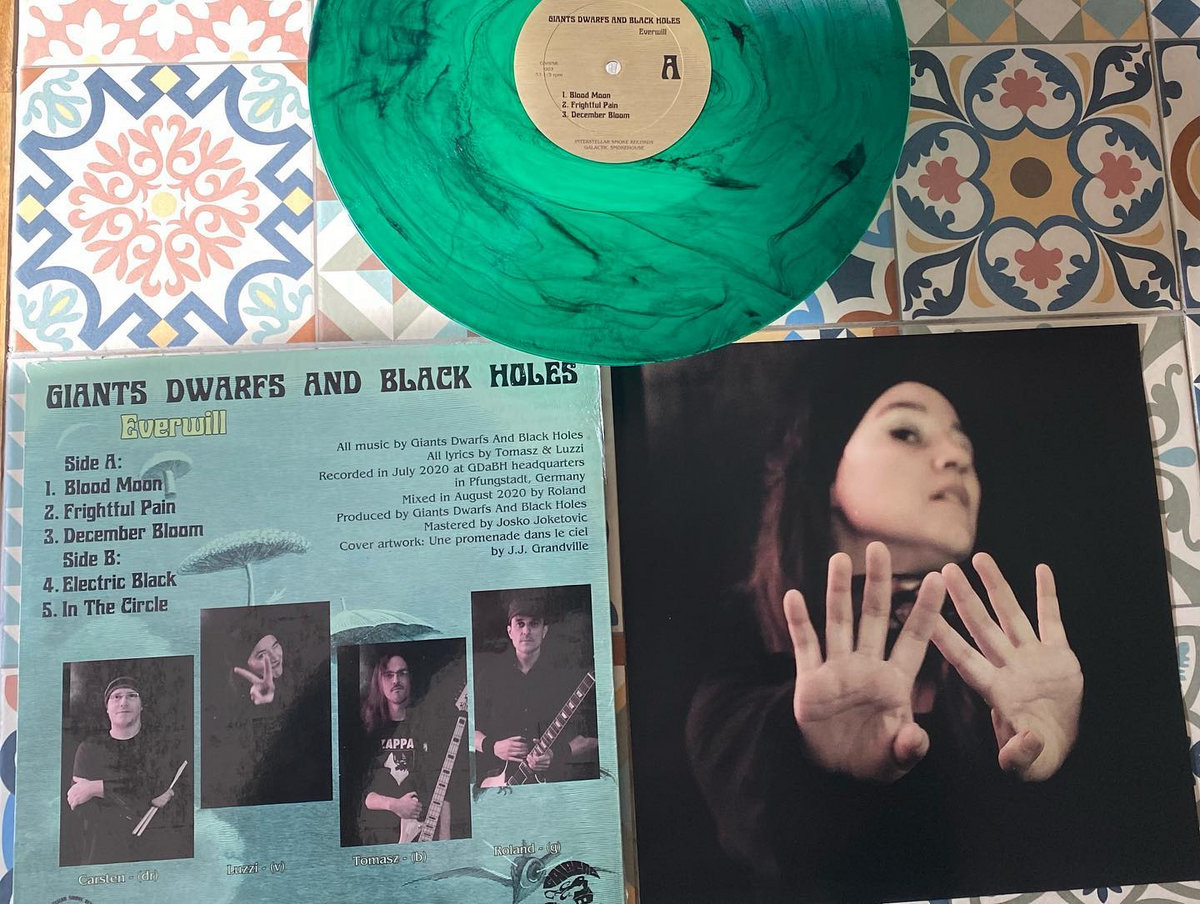 GIANTS DWARFS AND BLACK HOLES
Everwill
A
1. Blood Moon
2. Frightful Pain
3. December Bloom
INTERSTELLAR SMOKE RECORDS
GALACTIC SMOKEHOUSE
GIANTS DWARFS AND BLACK HOLES
Everwill
Side A:
1. Blood Moon
2. Frightful Pain
3. December Bloom
Side B:
4. Electric Black
5. In The Circle
All music by Giants Dwarfs And Black Holes
All lyrics by Tomasz & Luzzi
Recorded in July 2020 at GDaBH headquarters
in Pfungstadt, Germany
Mixed in August 2020 by Roland
Produced by Giants Dwarfs And Black Holes
Mastered by Josko Joketovic
Cover artwork: Une promenade dans le ciel
by J.J. Grandville
ZAPPA
Carsten - (dr)
Luzzi - (v)
Tomasz - (b)
Roland - (g)